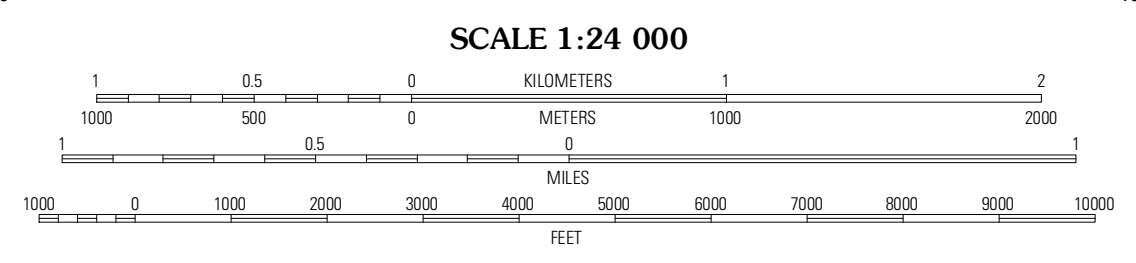 SCALE 1:24 000
1 0.5 0 KILOMETERS 1 2
1000 500 0 METERS 1000 2000
1 0.5 0 1
MILES
1000 0 1000 2000 3000 4000 5000 6000 7000 8000 9000 10000
FEET